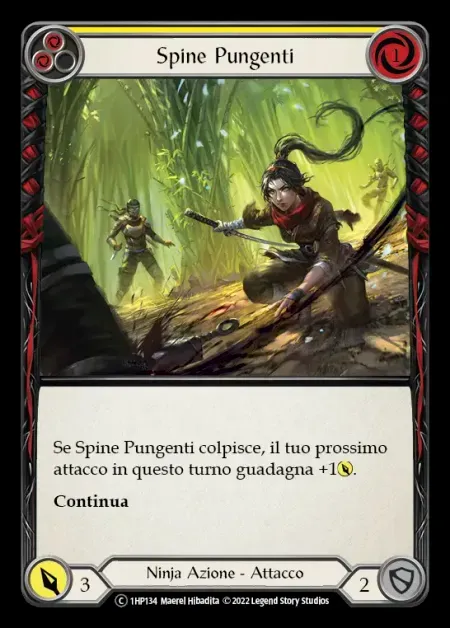 Spine Pungenti
1
Se Spine Pungenti colpisce, il tuo prossimo
attacco in questo turno guadagna +1.
Continua
3
Ninja Azione - Attacco
2
C 1HP134 Maerel Hibadita © 2022 Legend Story Studios